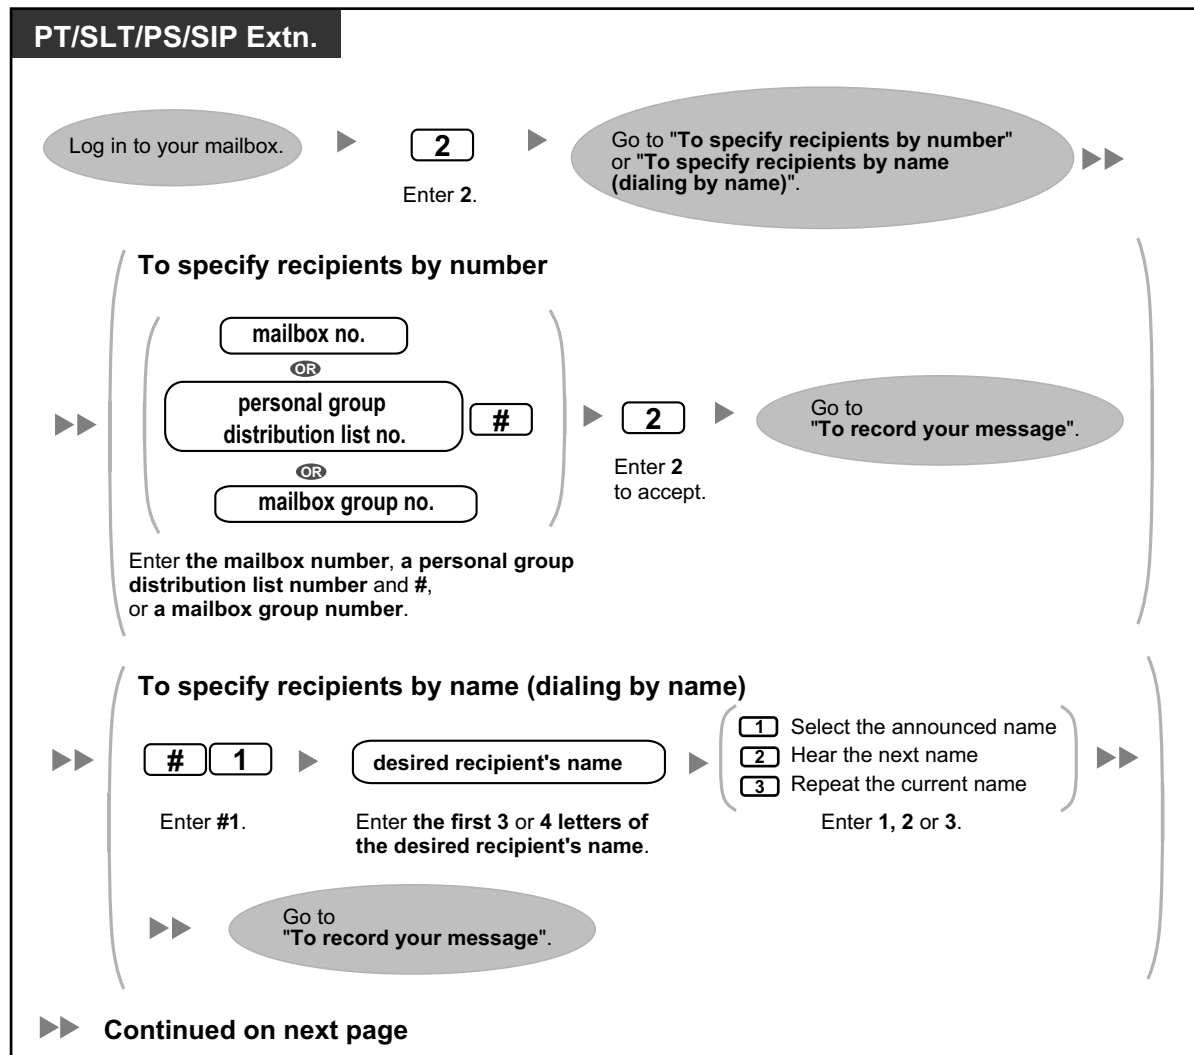 PT/SLT/PS/SIP Extn.
Log in to your mailbox.
2
Enter 2.
Go to "To specify recipients by number"
or "To specify recipients by name
(dialing by name)".
To specify recipients by number
mailbox no.
OR
personal group
distribution list no.
#
OR
mailbox group no.
Enter the mailbox number, a personal group
distribution list number and #,
or a mailbox group number.
2
Enter 2
to accept.
Go to
"To record your message".
To specify recipients by name (dialing by name)
# 1
Enter #1.
desired recipient's name
Enter the first 3 or 4 letters of
the desired recipient's name.
1 Select the announced name
2 Hear the next name
3 Repeat the current name
Enter 1, 2 or 3.
Go to
"To record your message".
Continued on next page